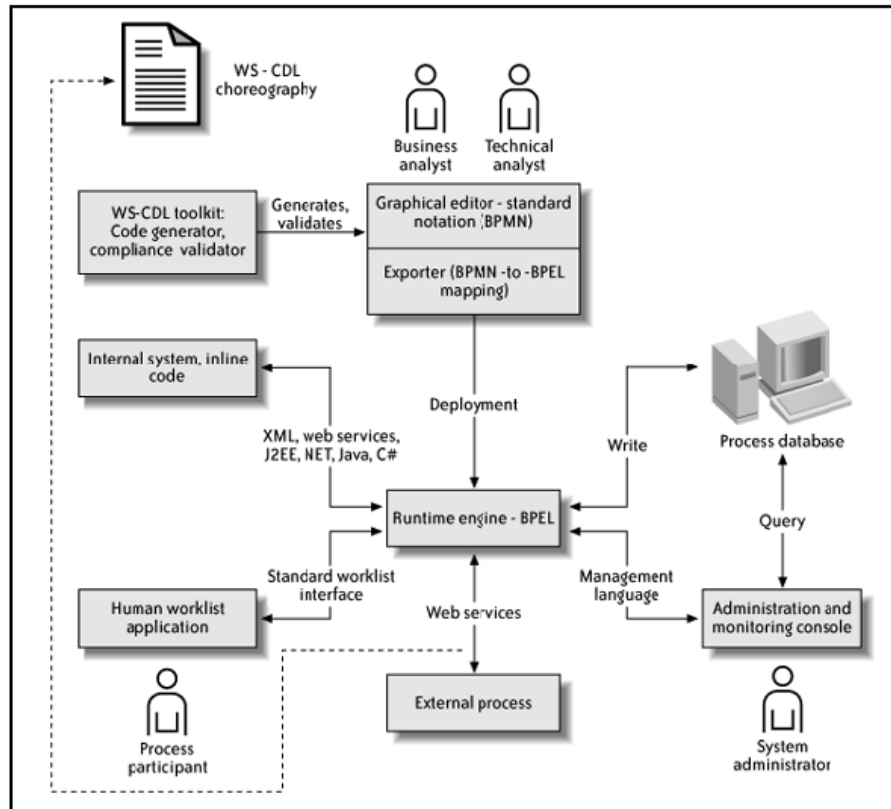 WS - CDL
choreography
Business
analyst
Technical
analyst
WS-CDL toolkit:
Code generator,
compliance validator
Generates,
validates
Graphical editor - standard
notation (BPMN)
Exporter (BPMN -to -BPEL
mapping)
Internal system, inline
code
Deployment
XML, web services,
J2EE, NET, Java, C#
Write
Process database
Runtime engine - BPEL
Query
Standard worklist
interface
Management
language
Human worklist
application
Web services
Administration and
monitoring console
External process
Process
participant
System
administrator